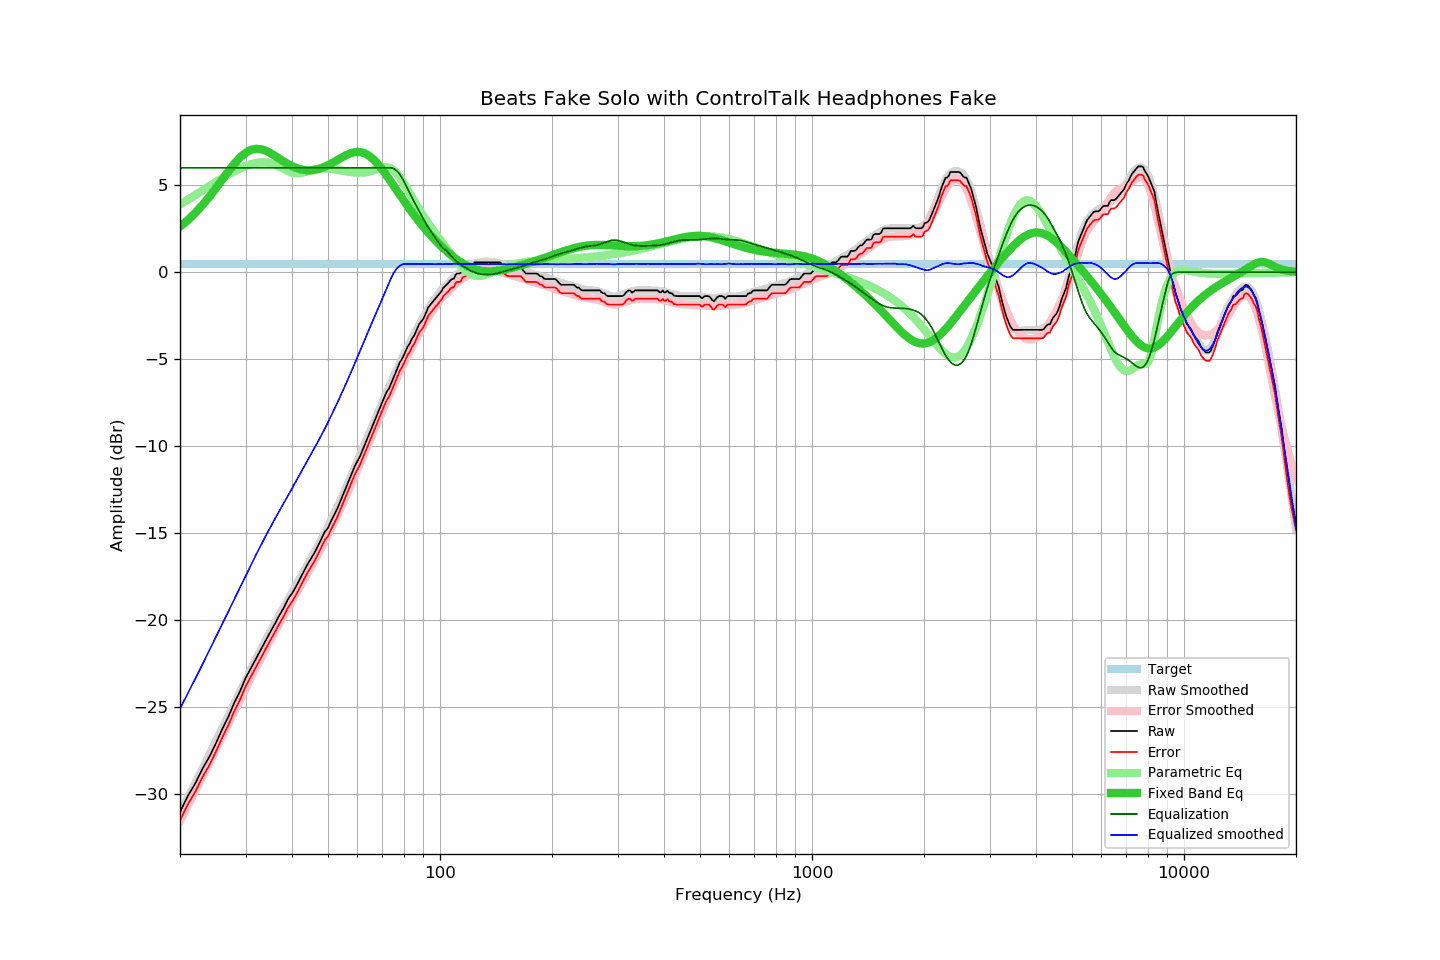 Beats Fake Solo with ControlTalk Headphones Fake
5
0
−5
−10
−15
−20
−25
−30
Amplitude (dBr)
100
1000
10000
Frequency (Hz)
Target
Raw Smoothed
Error Smoothed
Raw
Error
Parametric Eq
Fixed Band Eq
Equalization
Equalized smoothed